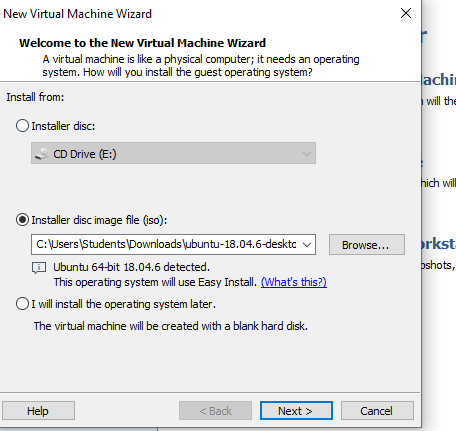 New Virtual Machine Wizard
Welcome to the New Virtual Machine Wizard
A virtual machine is like a physical computer; it needs an operating
system. How will you install the guest operating system?
Install from:
Installer disc:
CD Drive (E:)
Installer disc image file (iso):
C:\Users\Students\Downloads\ubuntu-18.04.6-deskto
Browse...
Ubuntu 64-bit 18.04.6 detected.
This operating system will use Easy Install. (What's this?)
I will install the operating system later.
The virtual machine will be created with a blank hard disk.
Help
< Back
Next >
Cancel
r
achin
h will the
e
hich will
orksta
pshots,